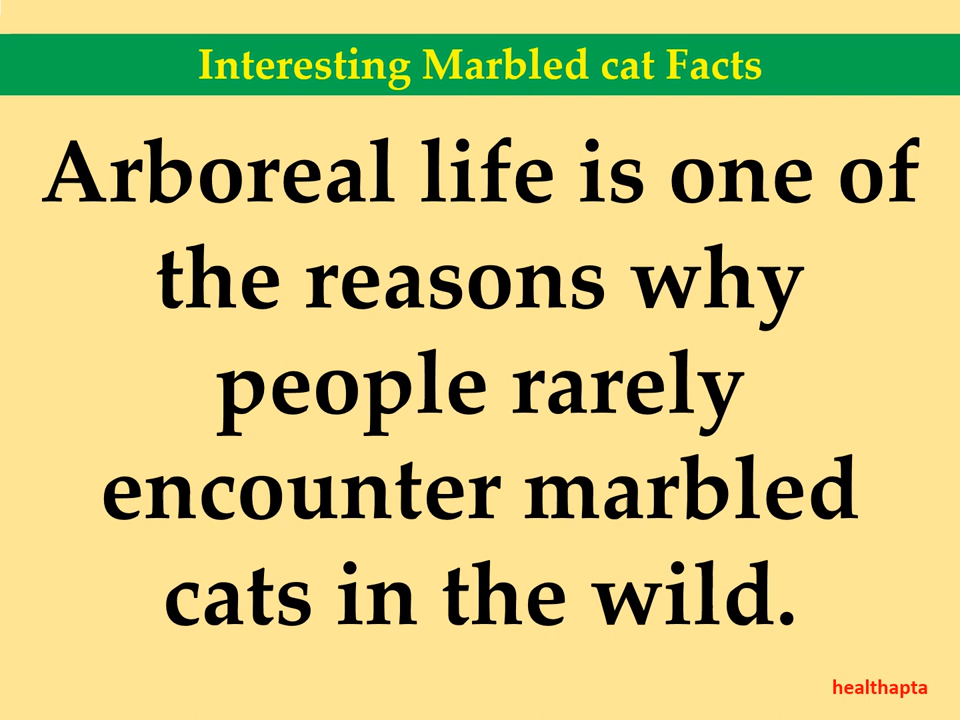 Interesting Marbled cat Facts
Arboreal life is one of
the reasons why
people rarely
encounter marbled
cats in the wild.
healthapta